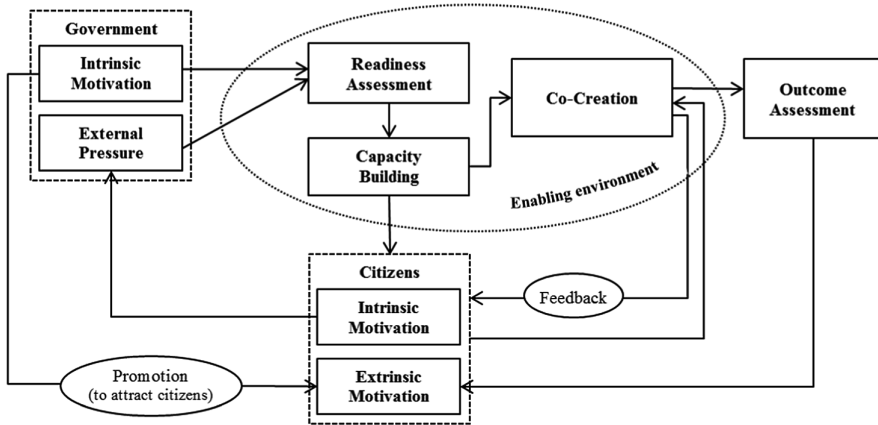 Government
Intrinsic
Motivation
External
Pressure
Readiness
Assessment
Capacity
Building
Co-Creation
Enabling environment
Outcome
Assessment
Citizens
Intrinsic
Motivation
Feedback
Extrinsic
Motivation
Promotion
(to attract citizens)